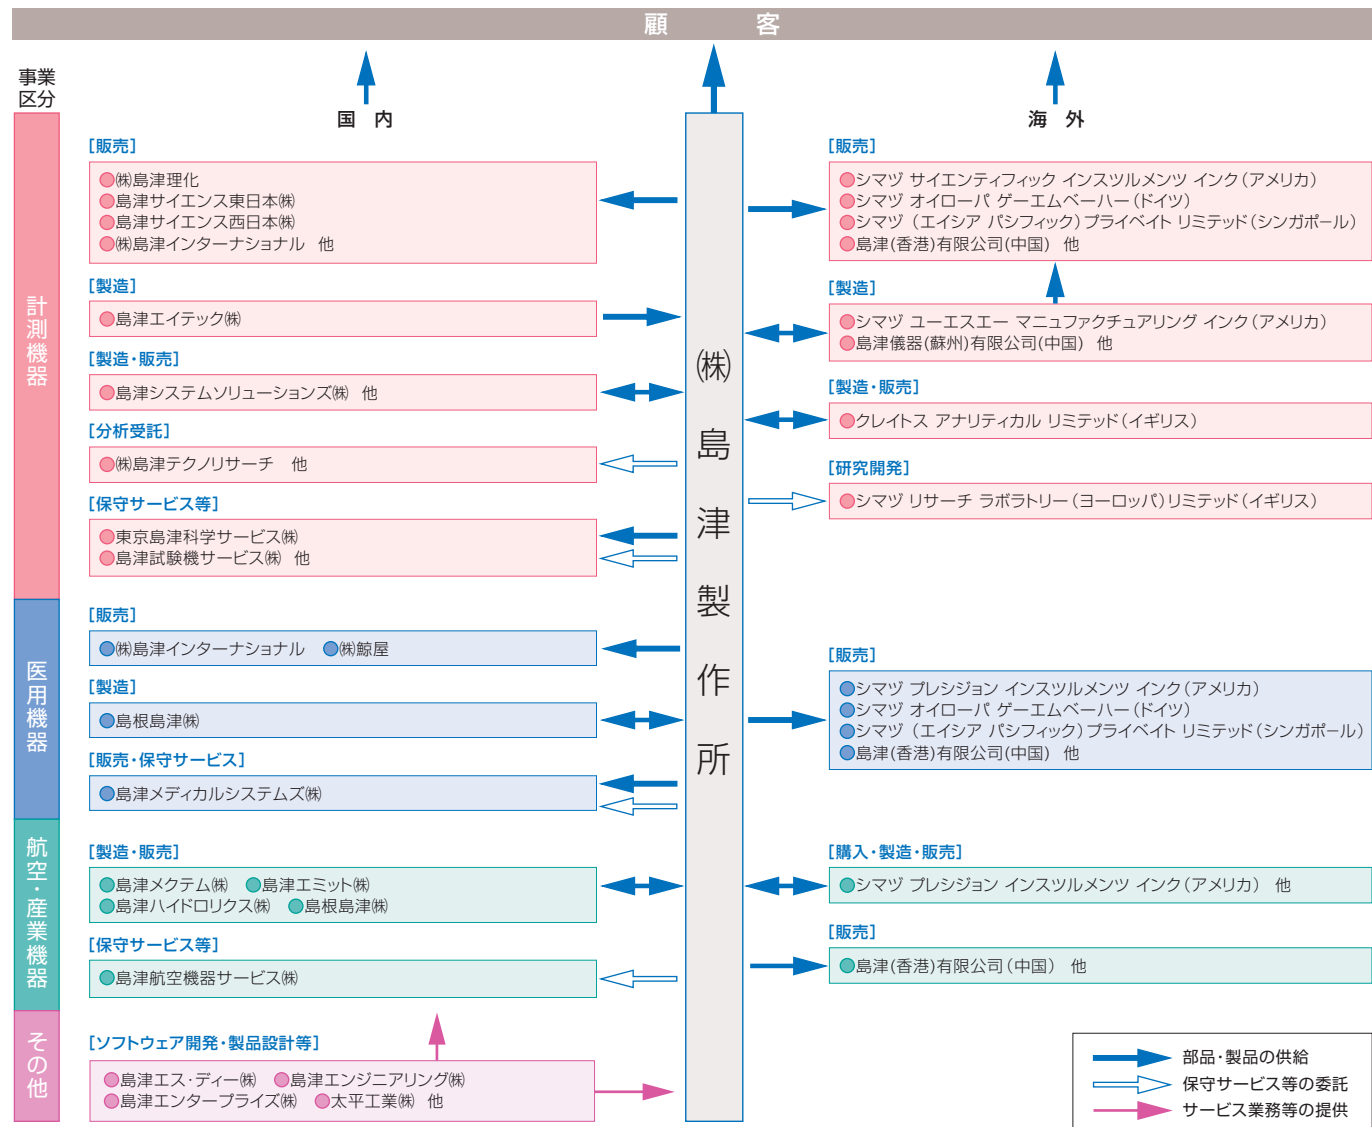 顧客
事業
区分
国内
海外
計測機器
[販売]
㈱島津理化
島津サイエンス東日本㈱
島津サイエンス西日本㈱
㈱島津インターナショナル 他
[製造]
島津エイテック㈱
[製造・販売]
島津システムソリューションズ㈱ 他
[分析受託]
㈱島津テクノリサーチ 他
[保守サービス等]
東京島津科学サービス㈱
島津試験機サービス㈱ 他
医用機器
[販売]
㈱島津インターナショナル ㈱鯨屋
[製造]
島根島津㈱
[販売・保守サービス]
島津メディカルシステムズ㈱
航空・産業機器
[製造・販売]
島津メクテム㈱ 島津エミット㈱
島津ハイドロリクス㈱ 島根島津㈱
[保守サービス等]
島津航空機器サービス㈱
その他
[ソフトウェア開発・製品設計等]
島津エス・ディー㈱ 島津エンジニアリング㈱
島津エンタープライズ㈱ 太平工業㈱ 他
㈱島津製作所
[販売]
シマヅ サイエンティフィック インスツルメンツ インク(アメリカ)
シマヅ オイローパ ゲーエムベーハー(ドイツ)
シマヅ (エイシア パシフィック)プライベイト リミテッド(シンガポール)
島津(香港)有限公司(中国) 他
[製造]
シマヅ ユーエスエー マニュファクチュアリング インク(アメリカ)
島津儀器(蘇州)有限公司(中国) 他
[製造・販売]
クレイトス アナリティカル リミテッド(イギリス)
[研究開発]
シマヅ リサーチ ラボラトリー(ヨーロッパ)リミテッド(イギリス)
[販売]
シマヅ プレシジョン インスツルメンツ インク(アメリカ)
シマヅ オイローパ ゲーエムベーハー(ドイツ)
シマヅ (エイシア パシフィック)プライベイト リミテッド(シンガポール)
島津(香港)有限公司(中国) 他
[購入・製造・販売]
シマヅ プレシジョン インスツルメンツ インク(アメリカ) 他
[販売]
島津(香港)有限公司(中国) 他
部品・製品の供給
保守サービス等の委託
サービス業務等の提供